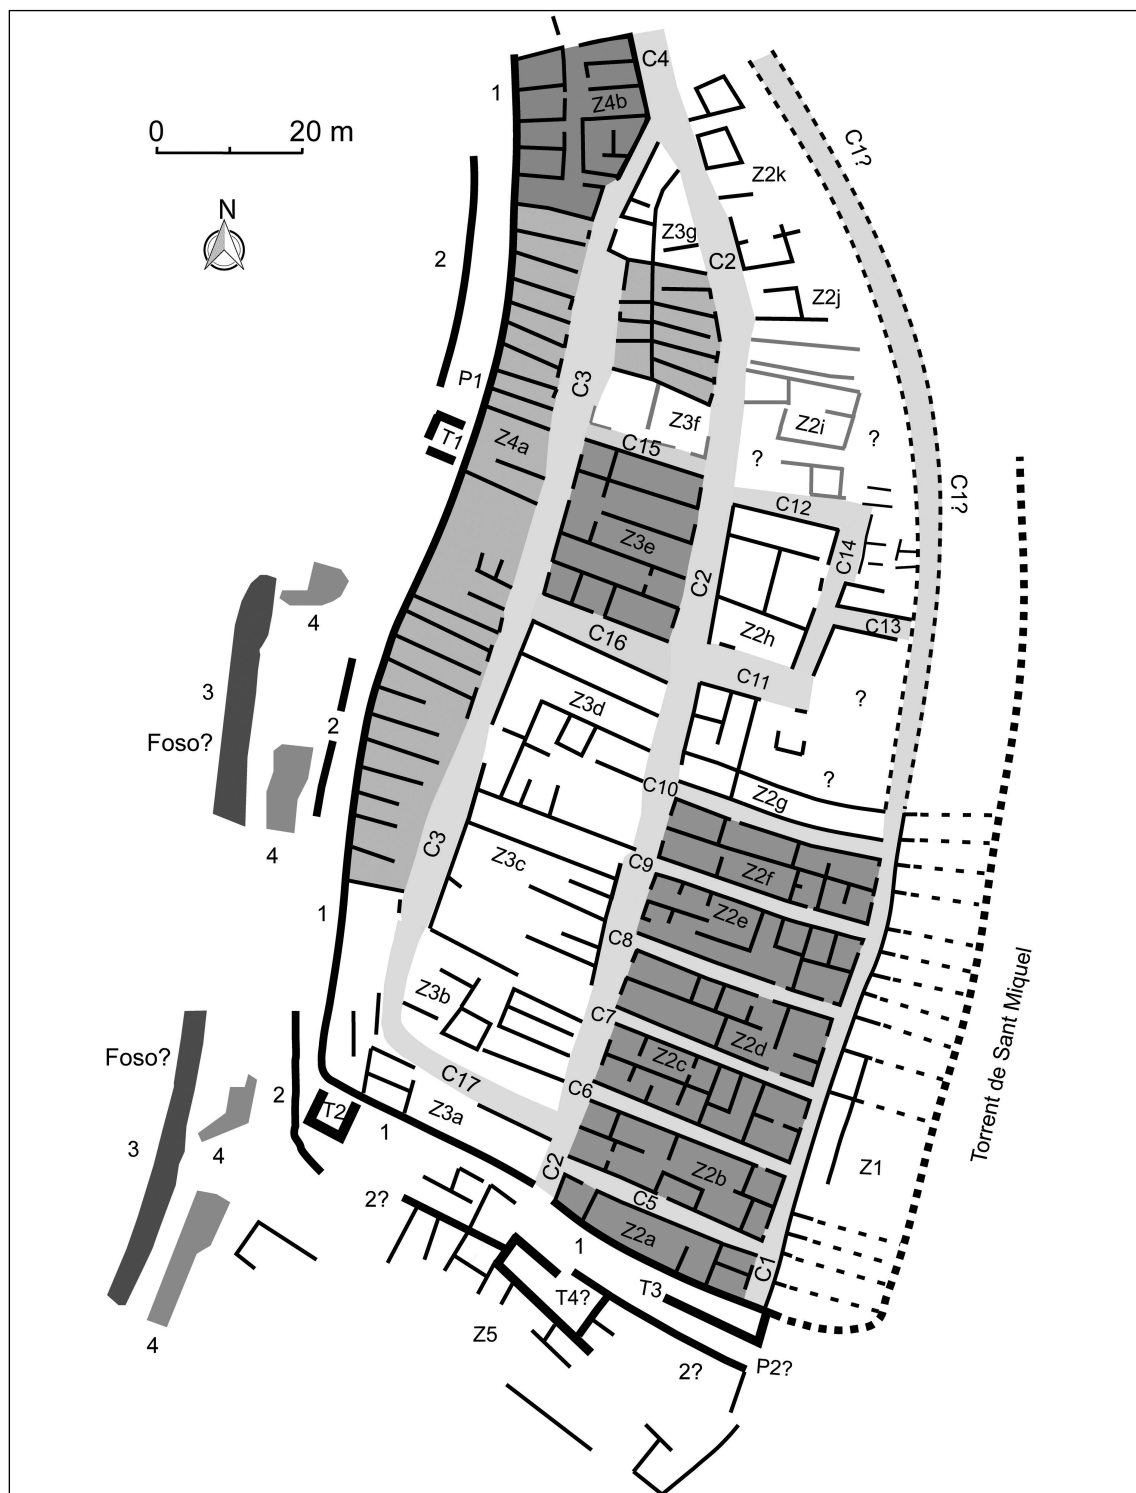 C4
1
Z4b
0 20 m
C1?
Z2k
N
Z3g
2
C2
Z2j
P1
C3
Z3f
Z2i
?
T1
Z4a
C15
?
C1?
C12
Z3e
C14
C2
4
C13
C16
Z2h
3
C11
?
Z3d
2
Foso?
?
C10
Z2g
C3
4
Z3c
C9
Z2f
1
Z2e
C8
Torrent de Sant Miquel
Z3b
C7
Z2d
Foso?
Z2c
C17
C6
2
T2
Z3a
1
3
4
C2
Z2b
Z1
2?
C5
Z2a
1
C1
T3
T4?
Z5
4
2?
P2?